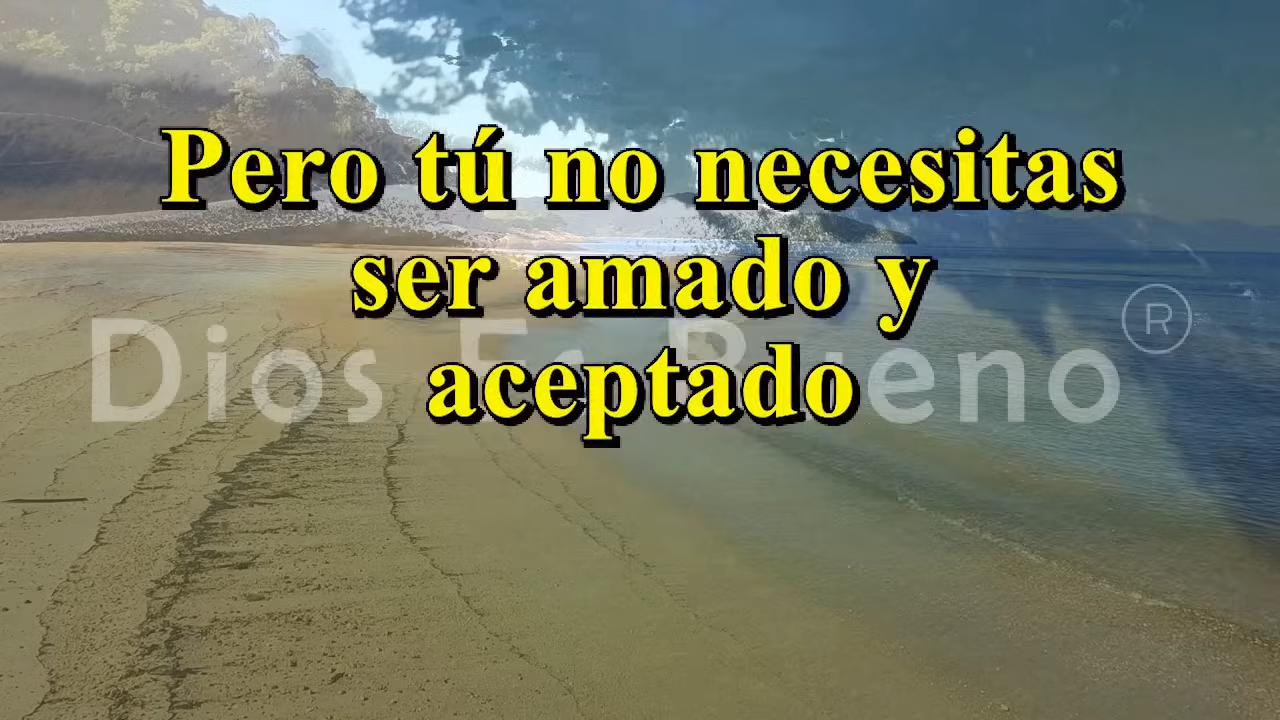 Pero tú no necesitas
ser amado y
Dios Es Bueno ®
aceptado